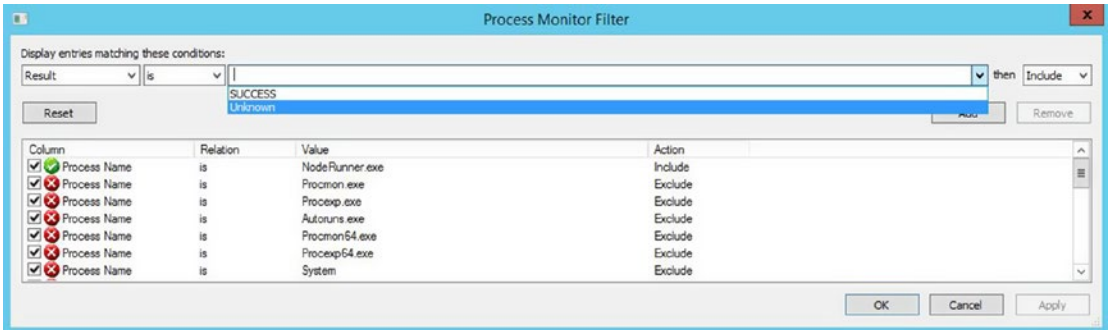 Process Monitor Filter
x
Display entries matching these conditions:
Result is then Include
SUCCESS
Unknown
Reset Add Remove
Column Relation Value Action
Process Name is NodeRunner.exe Include
Process Name is Procmon.exe Exclude
Process Name is Procexp.exe Exclude
Process Name is Autoruns.exe Exclude
Process Name is Procmon64.exe Exclude
Process Name is Procexp64.exe Exclude
Process Name is System Exclude
OK Cancel Apply